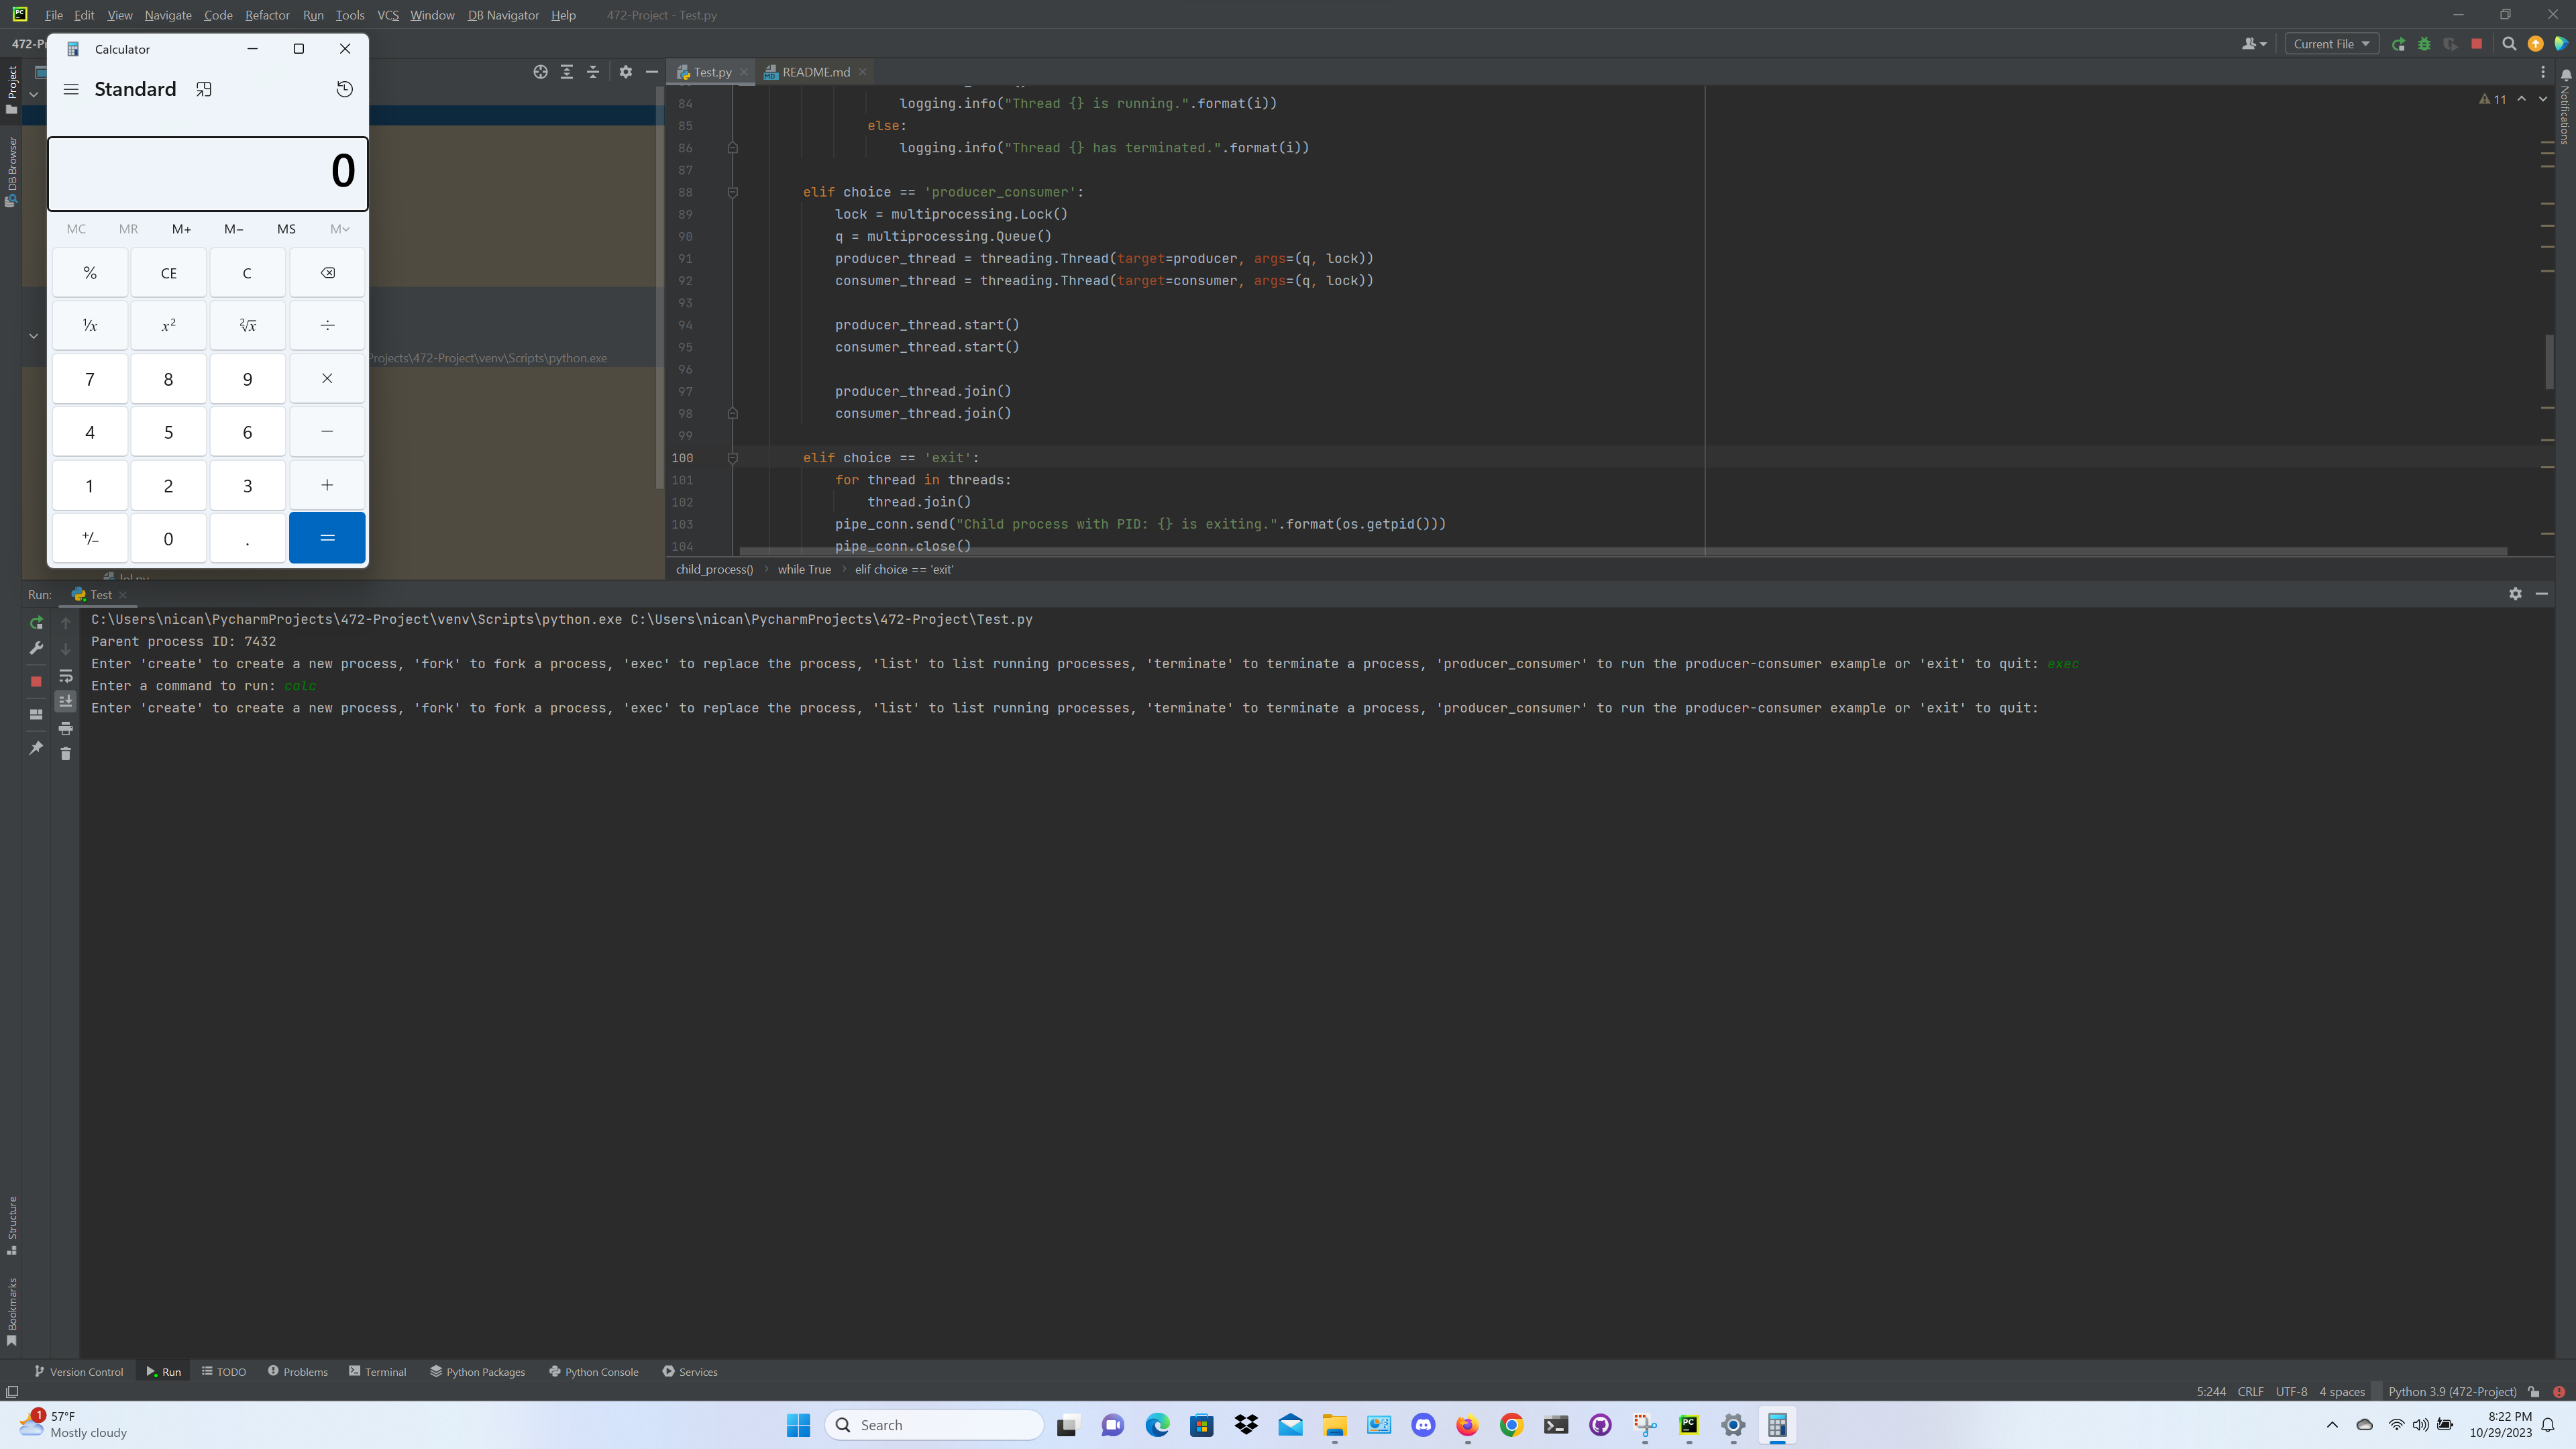 File Edit View Navigate Code Refactor Run Tools VCS Window DB Navigator Help 472-Project - Test.py
472-P
Current File
Calculator
Standard
0
MC MR M+ M− MS M
% CE C
¹/x x² ²√x ÷
7 8 9 ×
4 5 6 −
1 2 3 +
+/− 0 . =
Project
DB Browser
Structure
Bookmarks
Notifications
Projects\472-Project\venv\Scripts\python.exe
lol.py
Test.py README.md
11
84 logging.info("Thread {} is running.".format(i))
85 else:
86 logging.info("Thread {} has terminated.".format(i))
87
88 elif choice == 'producer_consumer':
89 lock = multiprocessing.Lock()
90 q = multiprocessing.Queue()
91 producer_thread = threading.Thread(target=producer, args=(q, lock))
92 consumer_thread = threading.Thread(target=consumer, args=(q, lock))
93
94 producer_thread.start()
95 consumer_thread.start()
96
97 producer_thread.join()
98 consumer_thread.join()
99
100 elif choice == 'exit':
101 for thread in threads:
102 thread.join()
103 pipe_conn.send("Child process with PID: {} is exiting.".format(os.getpid()))
104 pipe_conn.close()
child_process() while True elif choice == 'exit'
Run: Test
C:\Users\nican\PycharmProjects\472-Project\venv\Scripts\python.exe C:\Users\nican\PycharmProjects\472-Project\Test.py
Parent process ID: 7432
Enter 'create' to create a new process, 'fork' to fork a process, 'exec' to replace the process, 'list' to list running processes, 'terminate' to terminate a process, 'producer_consumer' to run the producer-consumer example or 'exit' to quit: exec
Enter a command to run: calc
Enter 'create' to create a new process, 'fork' to fork a process, 'exec' to replace the process, 'list' to list running processes, 'terminate' to terminate a process, 'producer_consumer' to run the producer-consumer example or 'exit' to quit:
Version Control Run TODO Problems Terminal Python Packages Python Console Services
5:244 CRLF UTF-8 4 spaces Python 3.9 (472-Project)
1
57°F
Mostly cloudy
Search
8:22 PM
10/29/2023